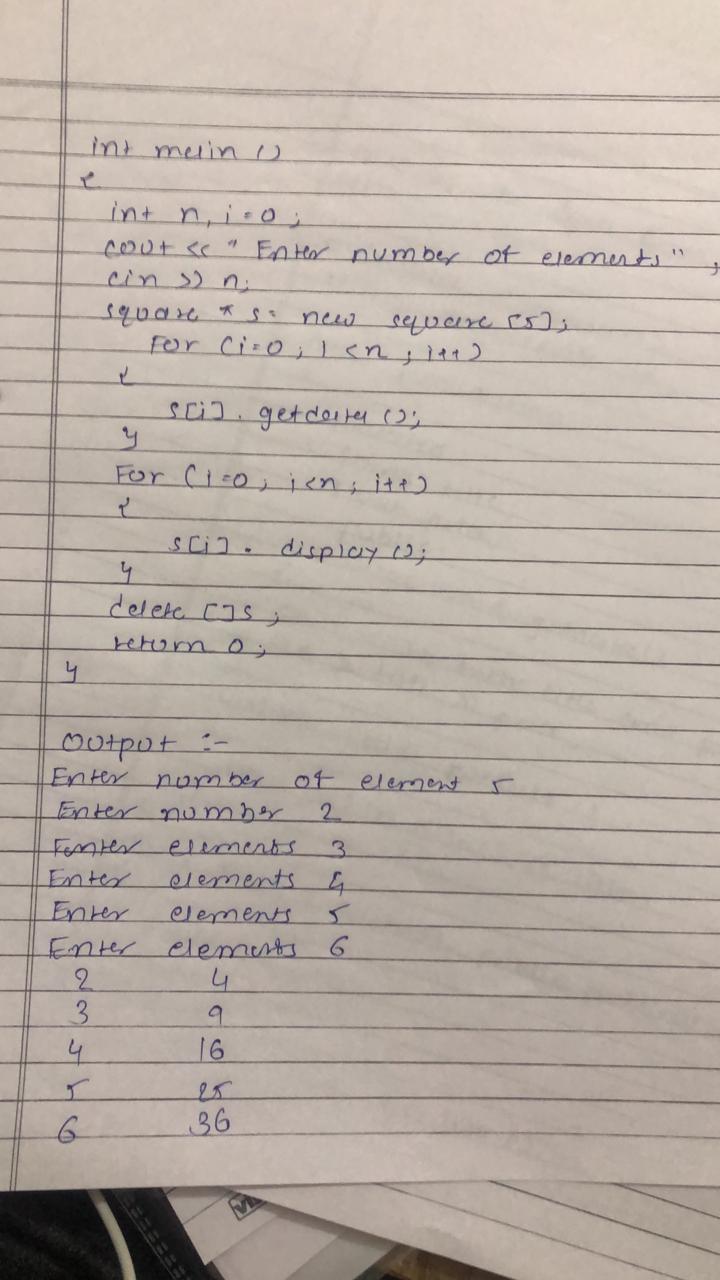 int main ()
{
int n, i=0;
cout << "Enter number of elements";
cin >> n;
square * s= new square [5];
For (i=0; i<n; i++)
{
s[i]. getdata ();
}
For (i=0; i<n; i++)
{
s[i]. display ();
}
delete []s;
return 0;
}
Output :-
Enter number of element 5
Enter number 2
Eenter elements 3
Enter elements 4
Enter elements 5
Enter elements 6
2 4
3 9
4 16
5 25
6 36